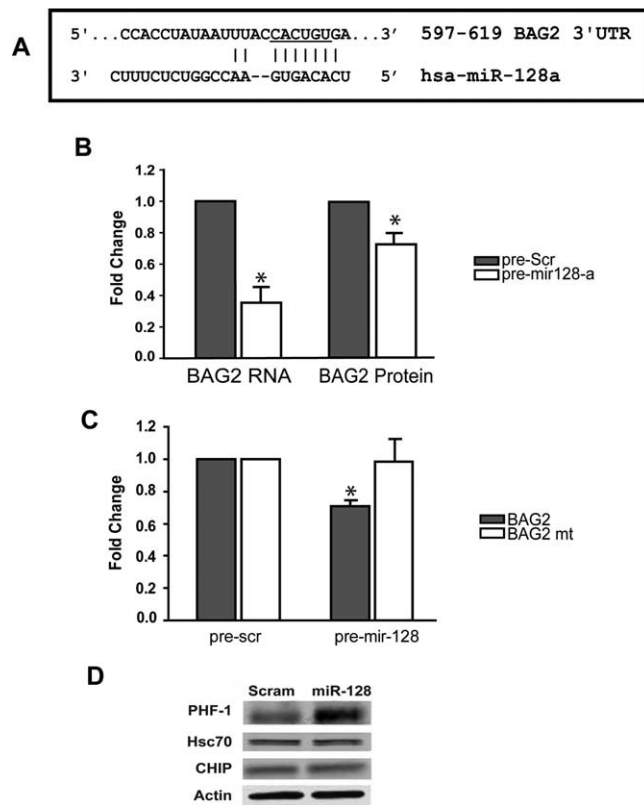 A
5' ...CCACCUAUAAUUUACCACUGUGA...3' 597-619 BAG2 3'UTR
3' CUUUCUCUGGCCAA--GUGACACU 5' hsa-miR-128a
B
Fold Change
1.2
1.0
0.8
0.6
0.4
0.2
0.0
*
*
BAG2 RNA BAG2 Protein
pre-Scr
pre-mir128-a
C
Fold Change
1.2
1.0
0.8
0.6
0.4
0.2
0.0
*
pre-scr pre-mir-128
BAG2
BAG2 mt
D
Scram miR-128
PHF-1
Hsc70
CHIP
Actin